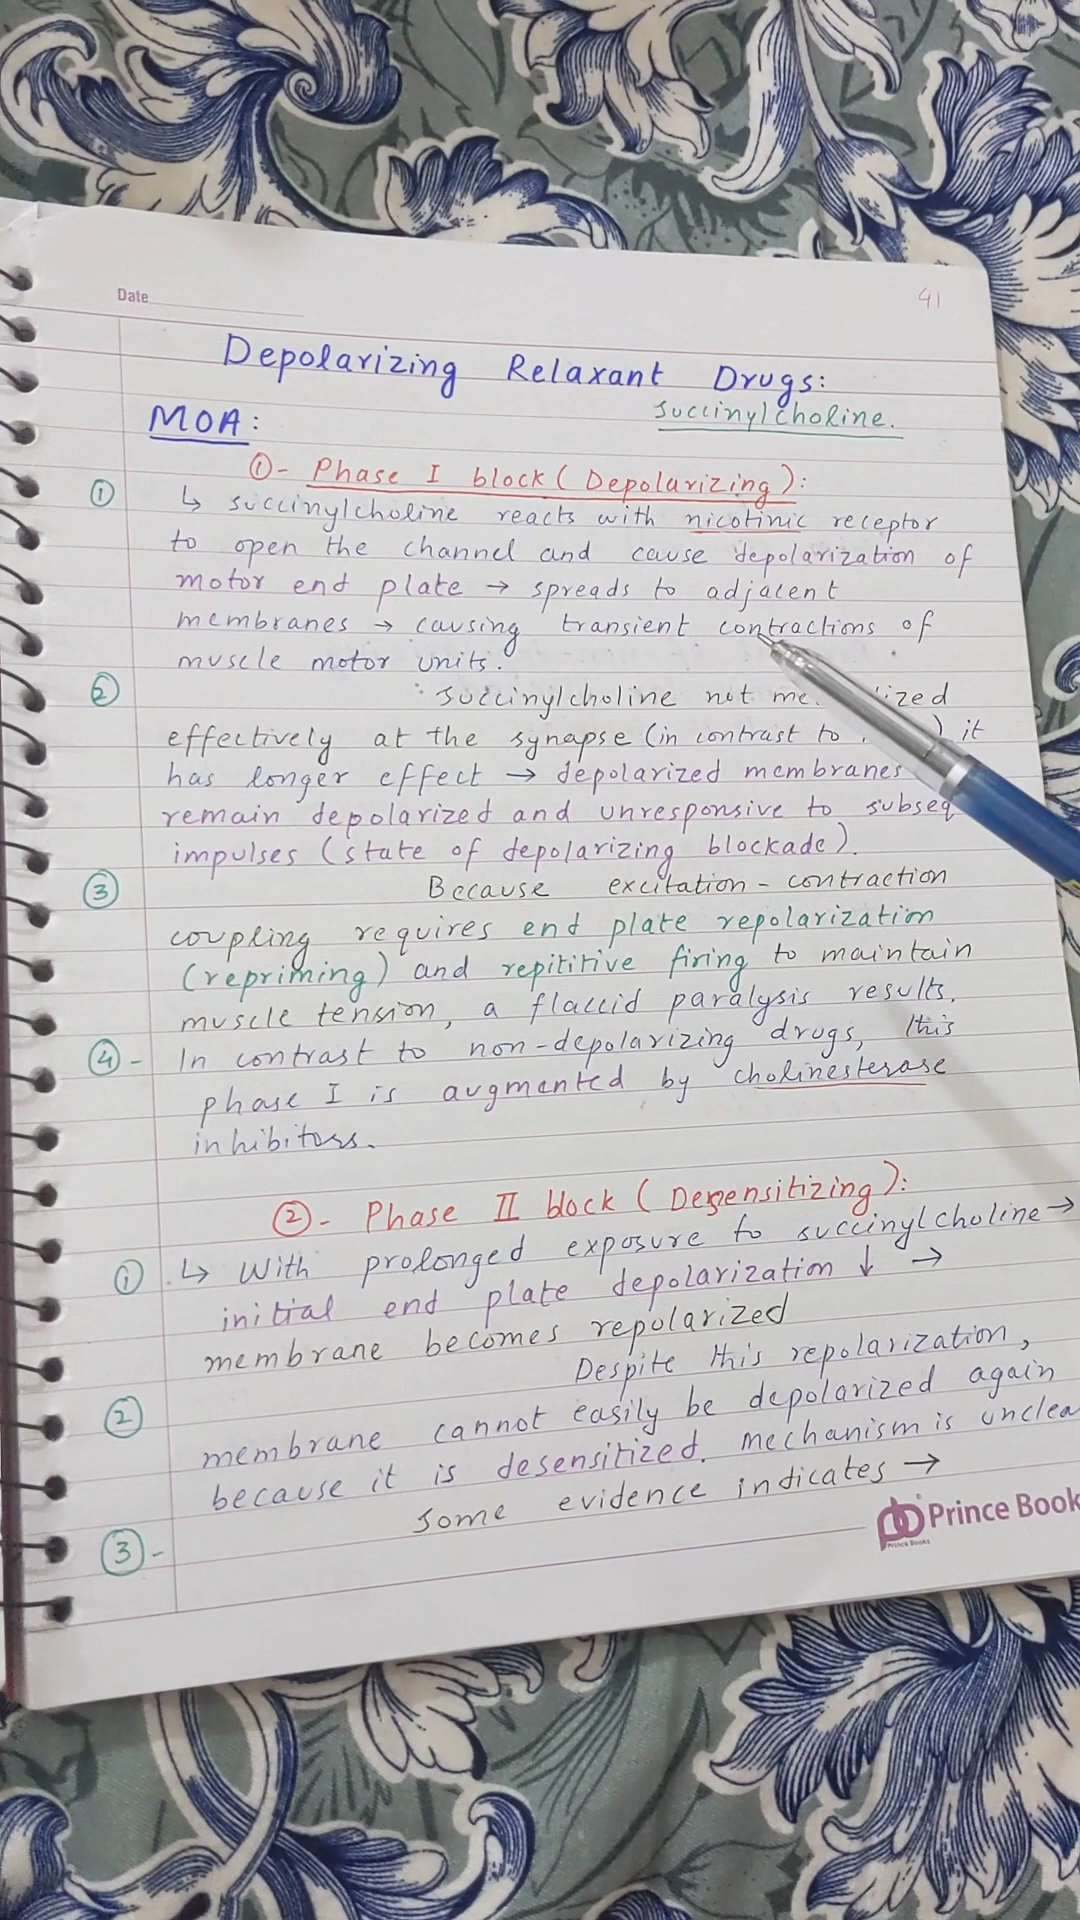 Date
41
Depolarizing Relaxant Drugs:
succinylcholine.
MOA:
①- Phase I block (Depolarizing):
① ↳ succinylcholine reacts with nicotinic receptor
to open the channel and cause depolarization of
motor end plate → spreads to adjacent
membranes → causing transient contractions of
muscle motor units.
② succinylcholine not
effectively at the synapse (in contrast to ) it
has longer effect → depolarized membranes
remain depolarized and unresponsive to subseq
impulses (state of depolarizing blockade).
③ Because excitation-contraction
coupling requires end plate repolarization
(repriming) and repititive firing to maintain
muscle tension, a flaccid paralysis results.
④- In contrast to non-depolarizing drugs, this
phase I is augmented by cholinesterase
inhibitors.
②- Phase II block (Desensitizing):
① ↳ With prolonged exposure to succinylcholine →
initial end plate depolarization ↓ →
membrane becomes repolarized
② Despite this repolarization,
membrane cannot easily be depolarized again
because it is desensitized. mechanism is unclea
③- some evidence indicates →
Prince Book
Prince Books